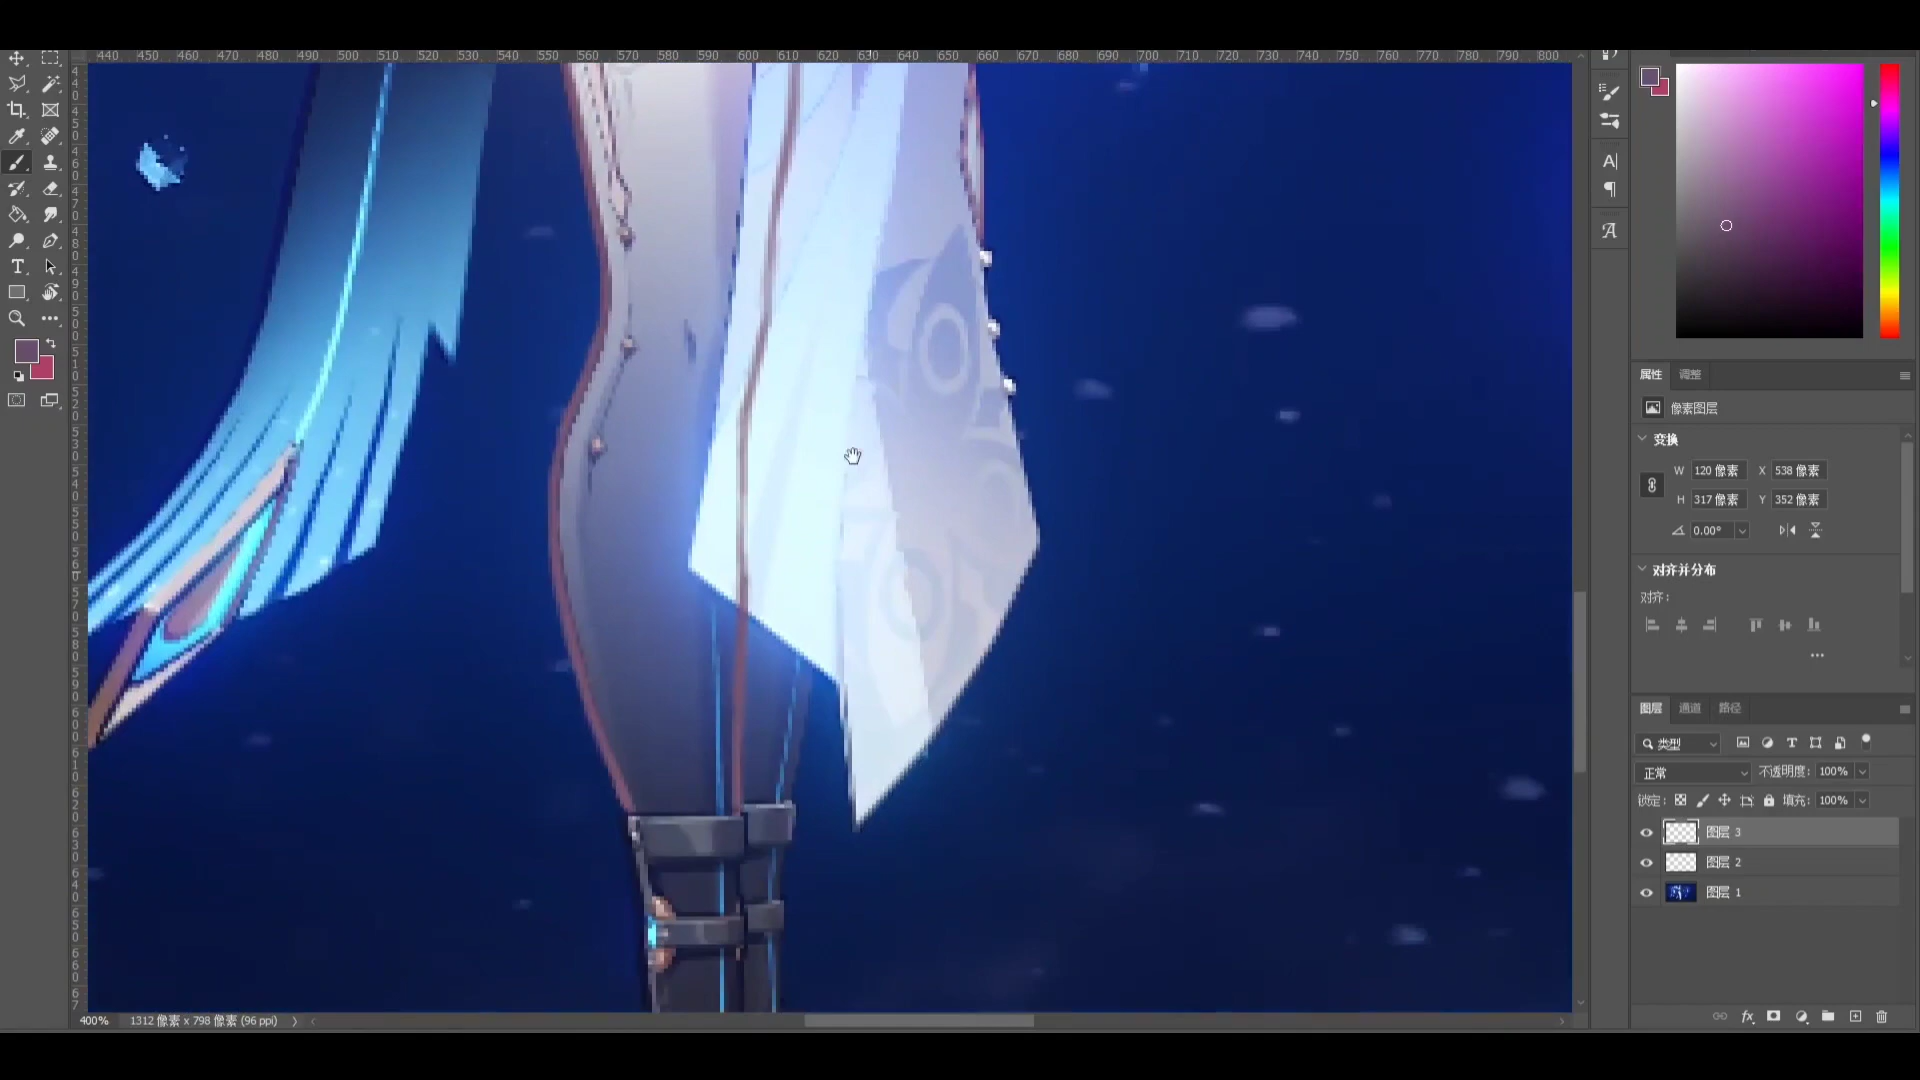 440 450 460 470 480 490 500 510 520 530 540 550 560 570 580 590 600 610 620 630 640 650 660 670 680 690 700 710 720 730 740 750 760 770 780 790 800
属性 调整
像素图层
变换
W 120 像素 X 538 像素
H 317 像素 Y 352 像素
0.00°
对齐并分布
对齐:
图层 通道 路径
类型
正常 不透明度: 100%
锁定: 填充: 100%
图层 3
图层 2
图层 1
400% 1312 像素 x 798 像素 (96 ppi)